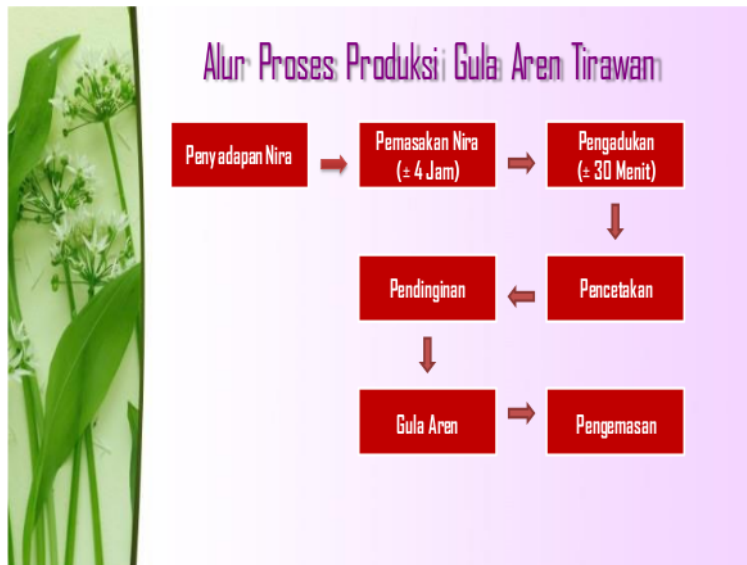 Alur Proses Produksi Gula Aren Tirawan
Penyadapan Nira
Pemasakan Nira
(± 4 Jam)
Pengadukan
(± 30 Menit)
Pencetakan
Pendinginan
Gula Aren
Pengemasan